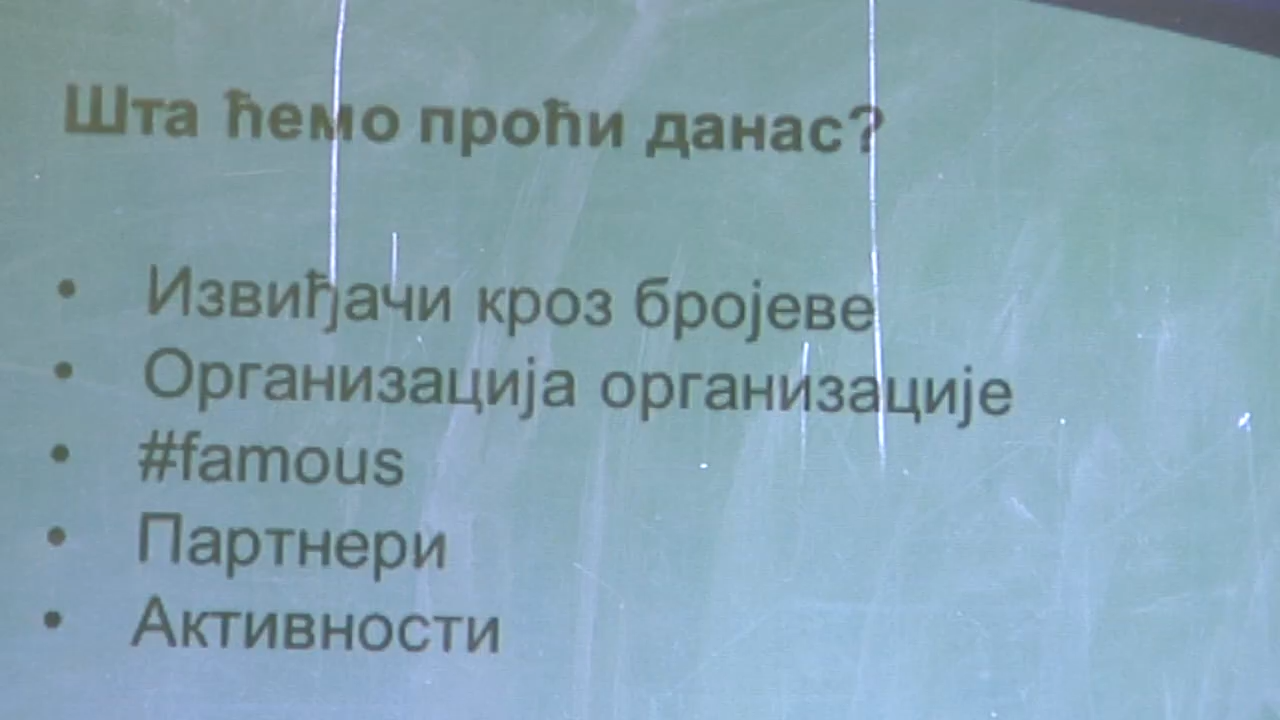 Шта ћемо проћи данас?
• Извиђачи кроз бројеве
• Организација организације
• #famous
• Партнери
• Активности